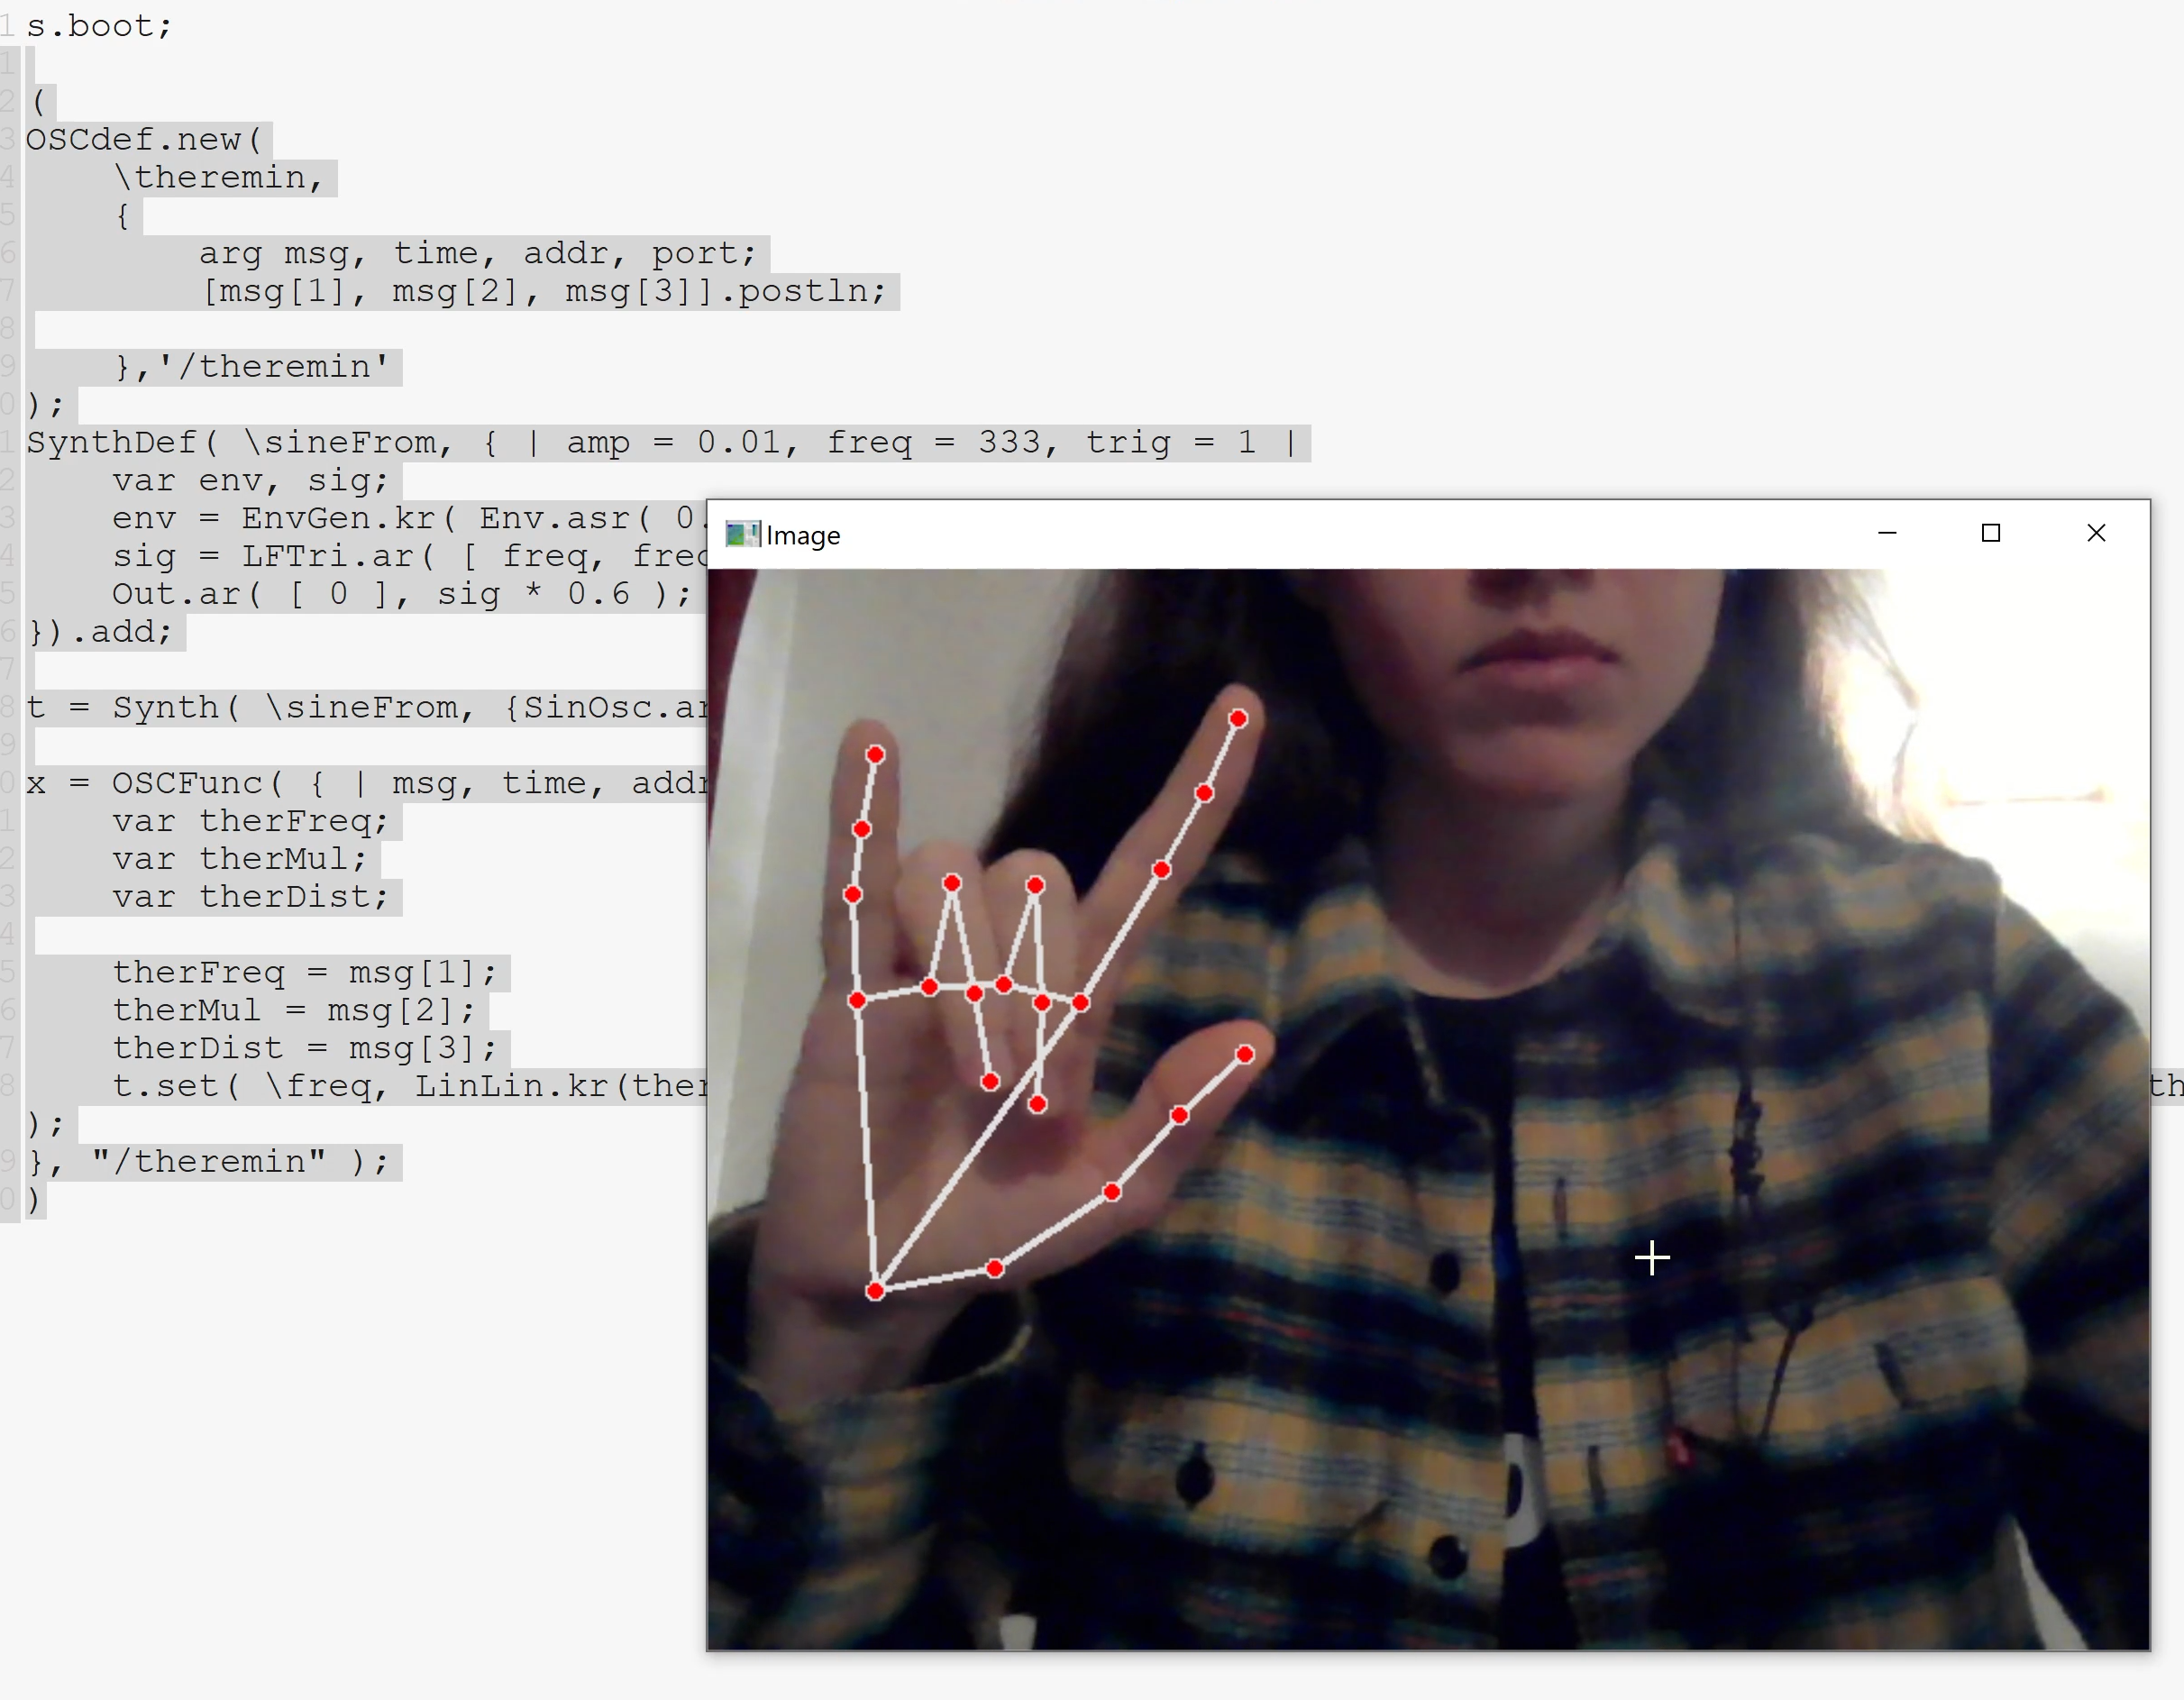 1 s.boot;
1
2 (
3 OSCdef.new(
4 \theremin,
5 {
6 arg msg, time, addr, port;
7 [msg[1], msg[2], msg[3]].postln;
8
9 },'/theremin'
0 );
1 SynthDef( \sineFrom, { | amp = 0.01, freq = 333, trig = 1 |
2 var env, sig;
3 env = EnvGen.kr( Env.asr( 0.
4 sig = LFTri.ar( [ freq,
5 Out.ar( [ 0 ], sig * 0.6 );
6 }).add;
7
8 t = Synth( \sineFrom, {SinOsc.ar
9
0 x = OSCFunc( { | msg, time, addr
1 var therFreq;
2 var therMul;
3 var therDist;
4
5 therFreq = msg[1];
6 therMul = msg[2];
7 therDist = msg[3];
8 t.set( \freq, LinLin.kr(ther th
);
9 }, "/theremin" );
0 )
Image